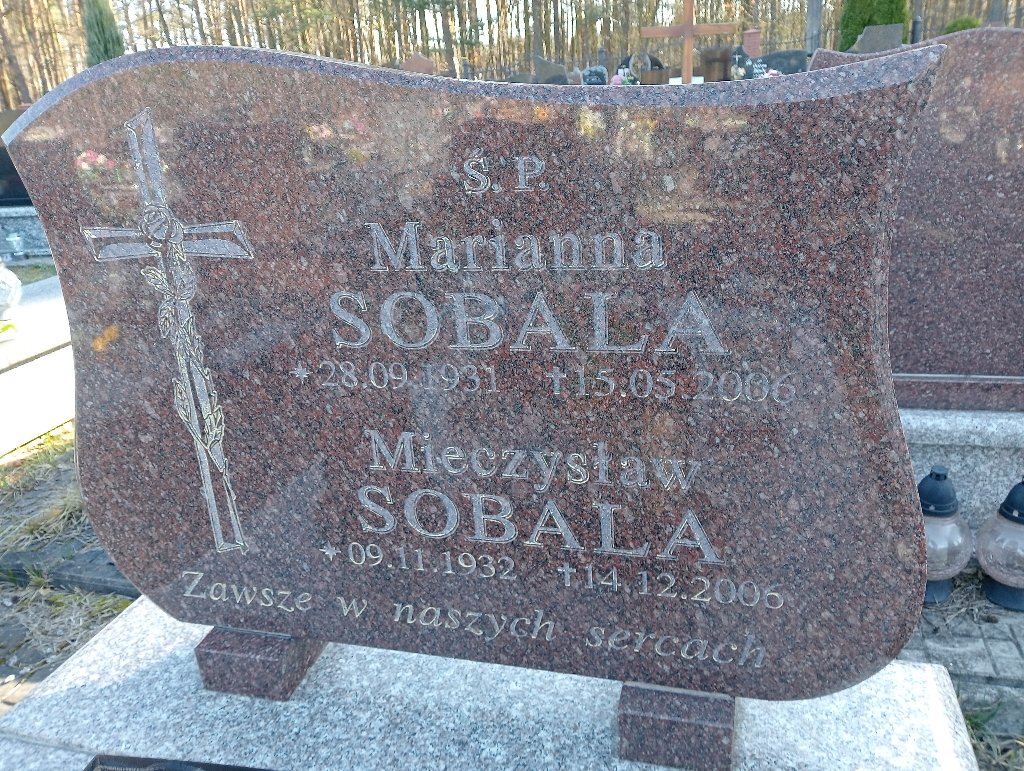 Ś. P.
Marianna
SOBALA
* 28.09.1931 †15.05.2006
Mieczysław
SOBALA
* 09.11.1932 †14.12.2006
Zawsze w naszych sercach